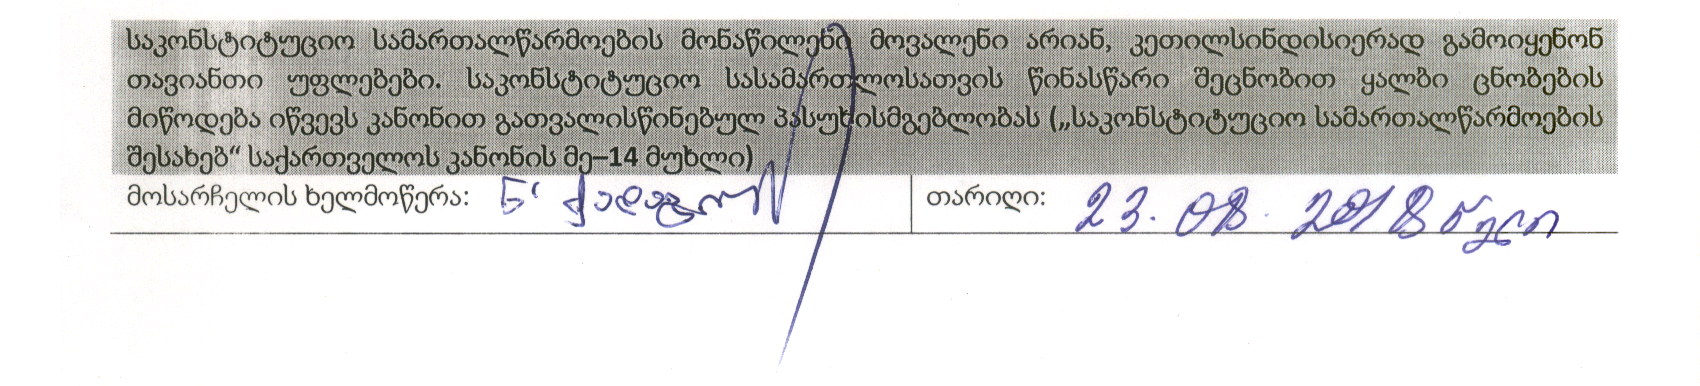 საკონსტიტუციო სამართალწარმოების მონაწილენი მოვალენი არიან, კეთილსინდისიერად გამოიყენონ
თავიანთი უფლებები. საკონსტიტუციო სასამართლოსათვის წინასწარი შეცნობით ყალბი ცნობების
მიწოდება იწვევს კანონით გათვალისწინებულ პასუხისმგებლობას („საკონსტიტუციო სამართალწარმოების
შესახებ“ საქართველოს კანონის მე–14 მუხლი)
მოსარჩელის ხელმოწერა: თარიღი: 23.08.2018 წელი